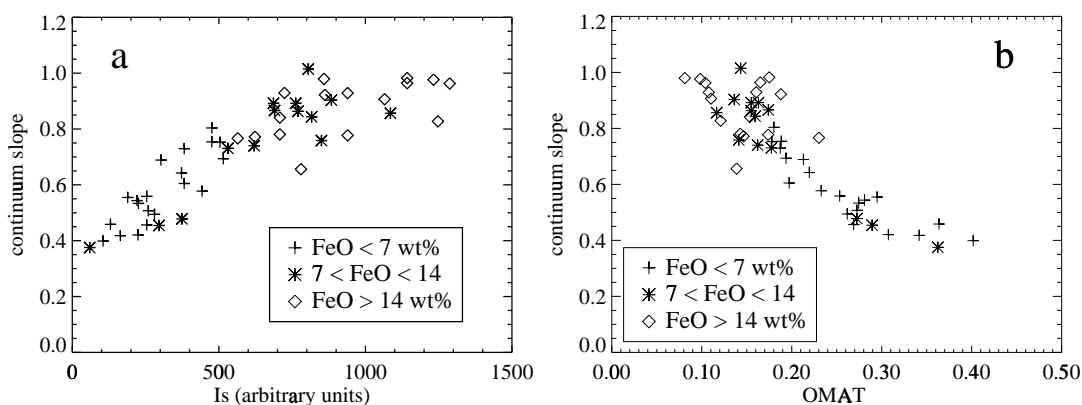 a
continuum slope
1.2
1.0
0.8
0.6
0.4
0.2
0.0
FeO < 7 wt%
7 < FeO < 14
FeO > 14 wt%
0
500
1000
1500
Is (arbitrary units)
b
continuum slope
1.2
1.0
0.8
0.6
0.4
0.2
0.0
FeO < 7 wt%
7 < FeO < 14
FeO > 14 wt%
0.00
0.10
0.20
0.30
0.40
0.50
OMAT